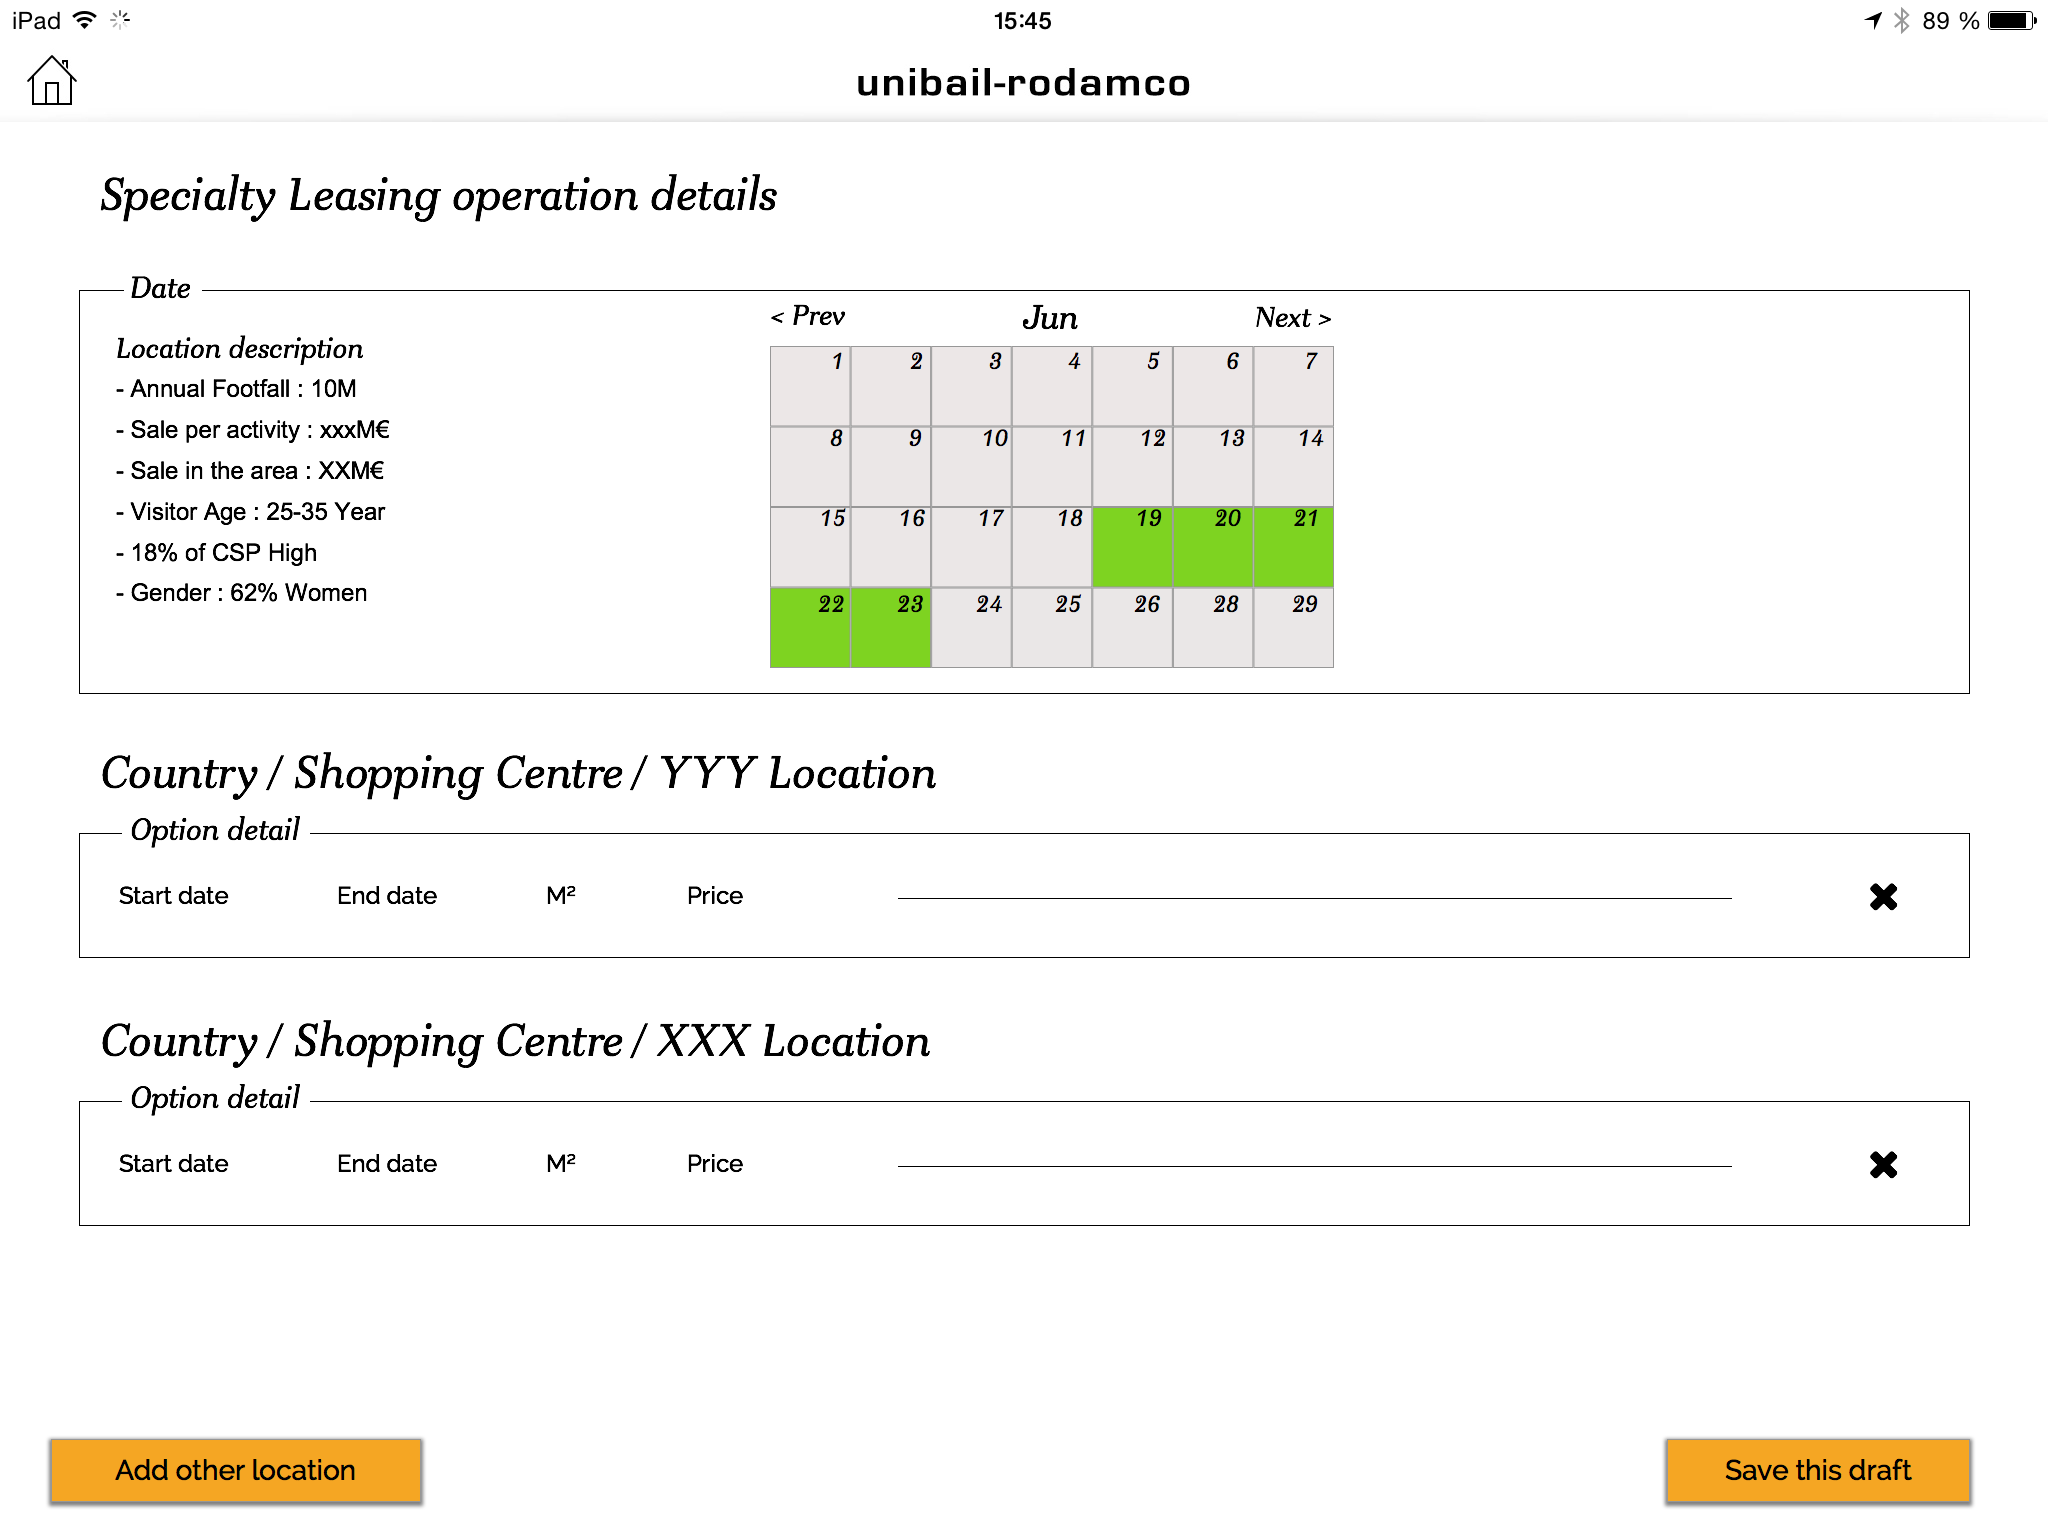 iPad 15:45 89 %
unibail-rodamco
Specialty Leasing operation details
Date
< Prev Jun Next >
Location description
- Annual Footfall : 10M
- Sale per activity : xxxM€
- Sale in the area : XXM€
- Visitor Age : 25-35 Year
- 18% of CSP High
- Gender : 62% Women
1 2 3 4 5 6 7
8 9 10 11 12 13 14
15 16 17 18 19 20 21
22 23 24 25 26 28 29
Country / Shopping Centre / YYY Location
Option detail
Start date End date M² Price
Country / Shopping Centre / XXX Location
Option detail
Start date End date M² Price
Add other location Save this draft